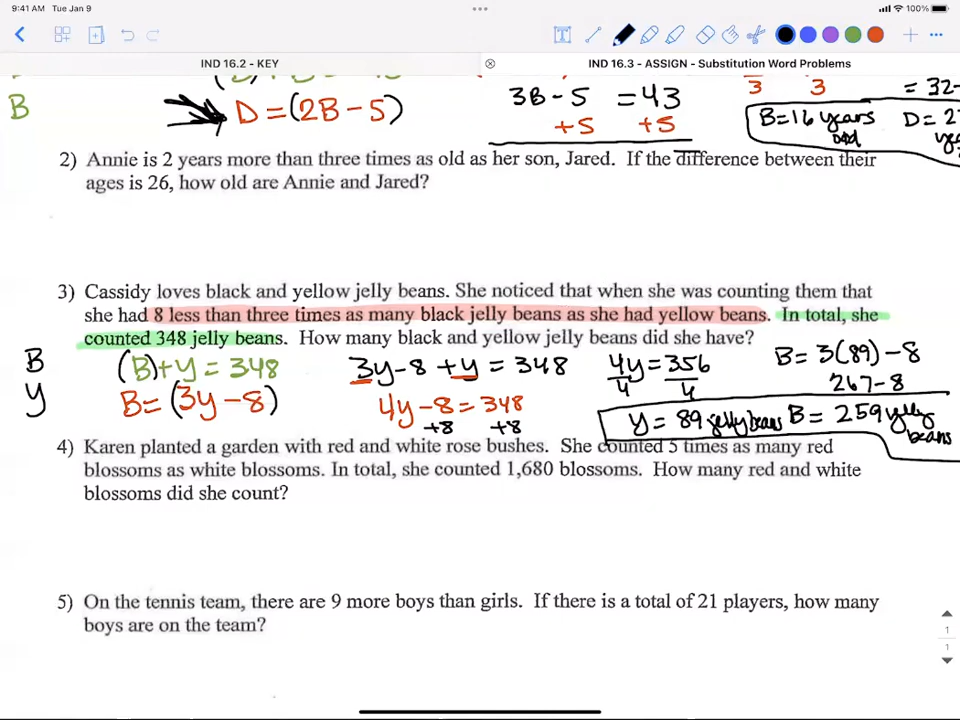 9:41 AM Tue Jan 9
100%
IND 16.2 - KEY
IND 16.3 - ASSIGN - Substitution Word Problems
B
D = (2B - 5)
3B - 5 = 43
+5 +5
3 3
= 32-
B = 16 years old
D = 2
2) Annie is 2 years more than three times as old as her son, Jared. If the difference between their
ages is 26, how old are Annie and Jared?
3) Cassidy loves black and yellow jelly beans. She noticed that when she was counting them that
she had 8 less than three times as many black jelly beans as she had yellow beans. In total, she
counted 348 jelly beans. How many black and yellow jelly beans did she have?
B
y
(B) + y = 348
B = (3y - 8)
3y - 8 + y = 348
4y - 8 = 348
+8 +8
4y = 356
4 4
y = 89 jelly beans
B = 3(89) - 8
267 - 8
B = 259 jelly beans
4) Karen planted a garden with red and white rose bushes. She counted 5 times as many red
blossoms as white blossoms. In total, she counted 1,680 blossoms. How many red and white
blossoms did she count?
5) On the tennis team, there are 9 more boys than girls. If there is a total of 21 players, how many
boys are on the team?
1
1